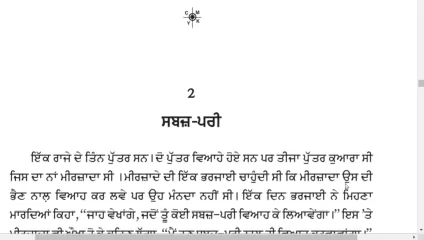 C M
Y K
2
ਸਬਜ਼-ਪਰੀ
ਇੱਕ ਰਾਜੇ ਦੇ ਤਿੰਨ ਪੁੱਤਰ ਸਨ। ਦੋ ਪੁੱਤਰ ਵਿਆਹੇ ਹੋਏ ਸਨ ਪਰ ਤੀਜਾ ਪੁੱਤਰ ਕੁਆਰਾ ਸੀ
ਜਿਸ ਦਾ ਨਾਂ ਮੀਰਜ਼ਾਦਾ ਸੀ । ਮੀਰਜ਼ਾਦੇ ਦੀ ਇੱਕ ਭਰਜਾਈ ਚਾਹੁੰਦੀ ਸੀ ਕਿ ਮੀਰਜ਼ਾਦਾ ਉਸ ਦੀ
ਭੈਣ ਨਾਲ਼ ਵਿਆਹ ਕਰ ਲਵੇ ਪਰ ਉਹ ਮੰਨਦਾ ਨਹੀਂ ਸੀ। ਇੱਕ ਦਿਨ ਭਰਜਾਈ ਨੇ ਮਿਹਣਾ
ਮਾਰਦਿਆਂ ਕਿਹਾ, “ਜਾਹ ਵੇਖਾਂਗੇ, ਜਦੋਂ ਤੂੰ ਕੋਈ ਸਬਜ਼-ਪਰੀ ਵਿਆਹ ਕੇ ਲਿਆਵੇਂਗਾ।” ਇਸ 'ਤੇ